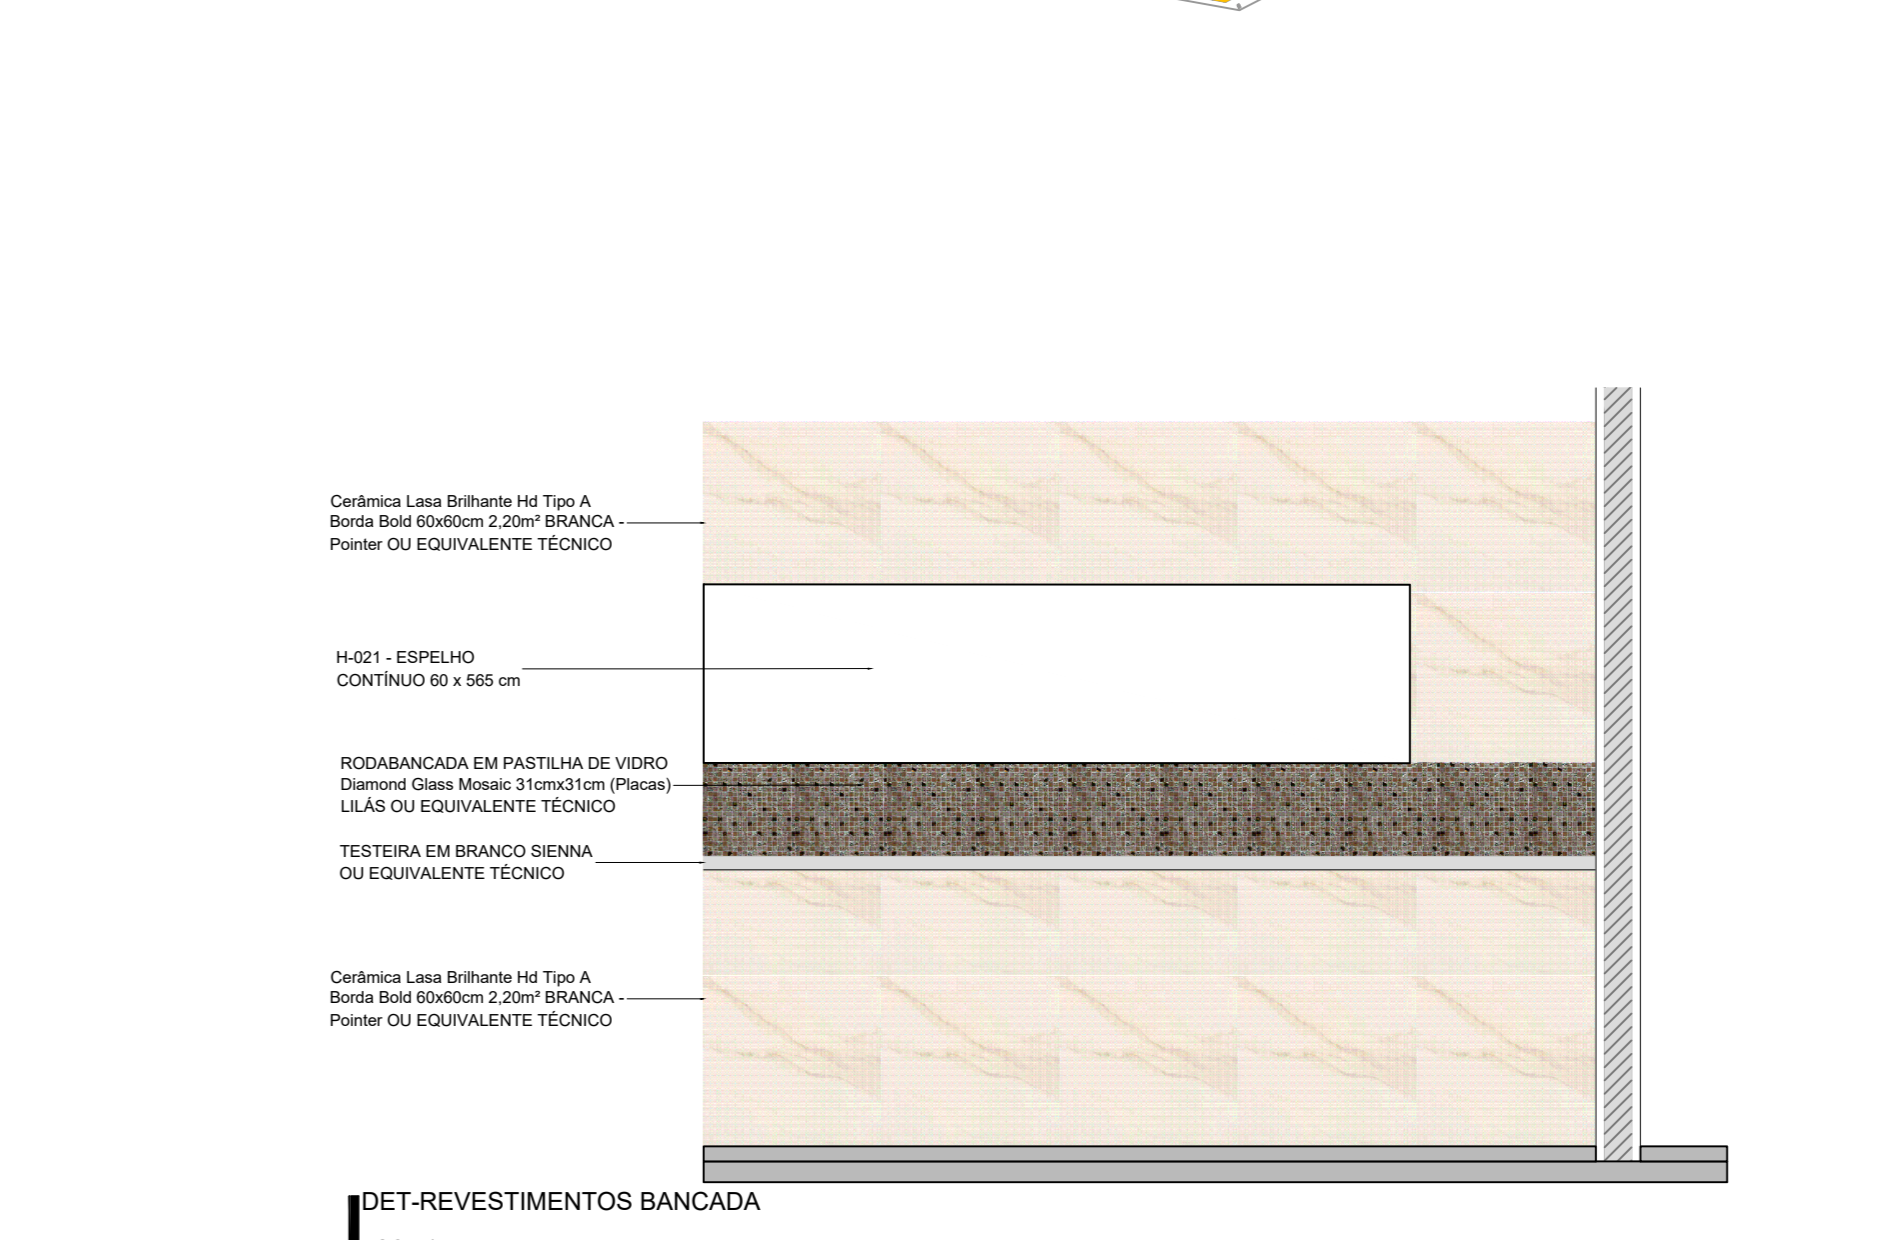 Cerâmica Lasa Brilhante Hd Tipo A
Borda Bold 60x60cm 2,20m² BRANCA -
Pointer OU EQUIVALENTE TÉCNICO
H-021 - ESPELHO
CONTÍNUO 60 x 565 cm
RODABANCADA EM PASTILHA DE VIDRO
Diamond Glass Mosaic 31cmx31cm (Placas)
LILÁS OU EQUIVALENTE TÉCNICO
TESTEIRA EM BRANCO SIENNA
OU EQUIVALENTE TÉCNICO
Cerâmica Lasa Brilhante Hd Tipo A
Borda Bold 60x60cm 2,20m² BRANCA -
Pointer OU EQUIVALENTE TÉCNICO
DET-REVESTIMENTOS BANCADA